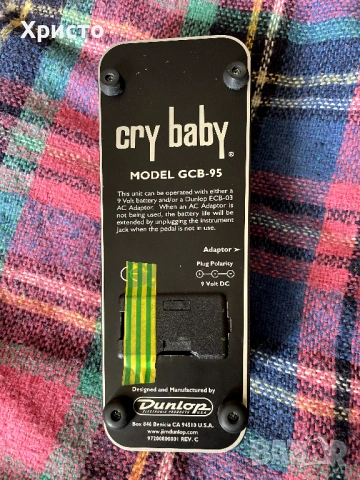 Христо
cry baby®
MODEL GCB-95
This unit can be operated with either a
9 Volt battery and/or a Dunlop ECB-03
AC Adaptor. When an AC Adaptor is
not being used, the battery life will be
extended by unplugging the instrument
jack when the pedal is not in use.
Adaptor >
Plug Polarity
9 Volt DC
Designed and Manufactured by
DUNLOP
ELECTRONIC PRODUCTS U.S.A.
Box 846 Benicia CA 94510 U.S.A.
www.jimdunlop.com
97200000001 REV. C